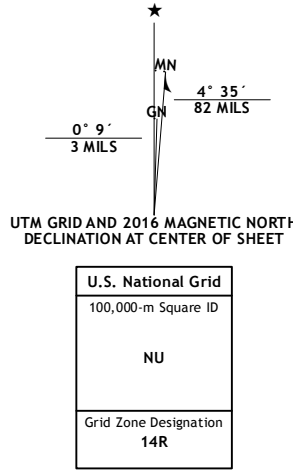 ★
MN
GN
4° 35´
82 MILS
0° 9´
3 MILS
UTM GRID AND 2016 MAGNETIC NORTH
DECLINATION AT CENTER OF SHEET
U.S. National Grid
100,000-m Square ID
NU
Grid Zone Designation
14R